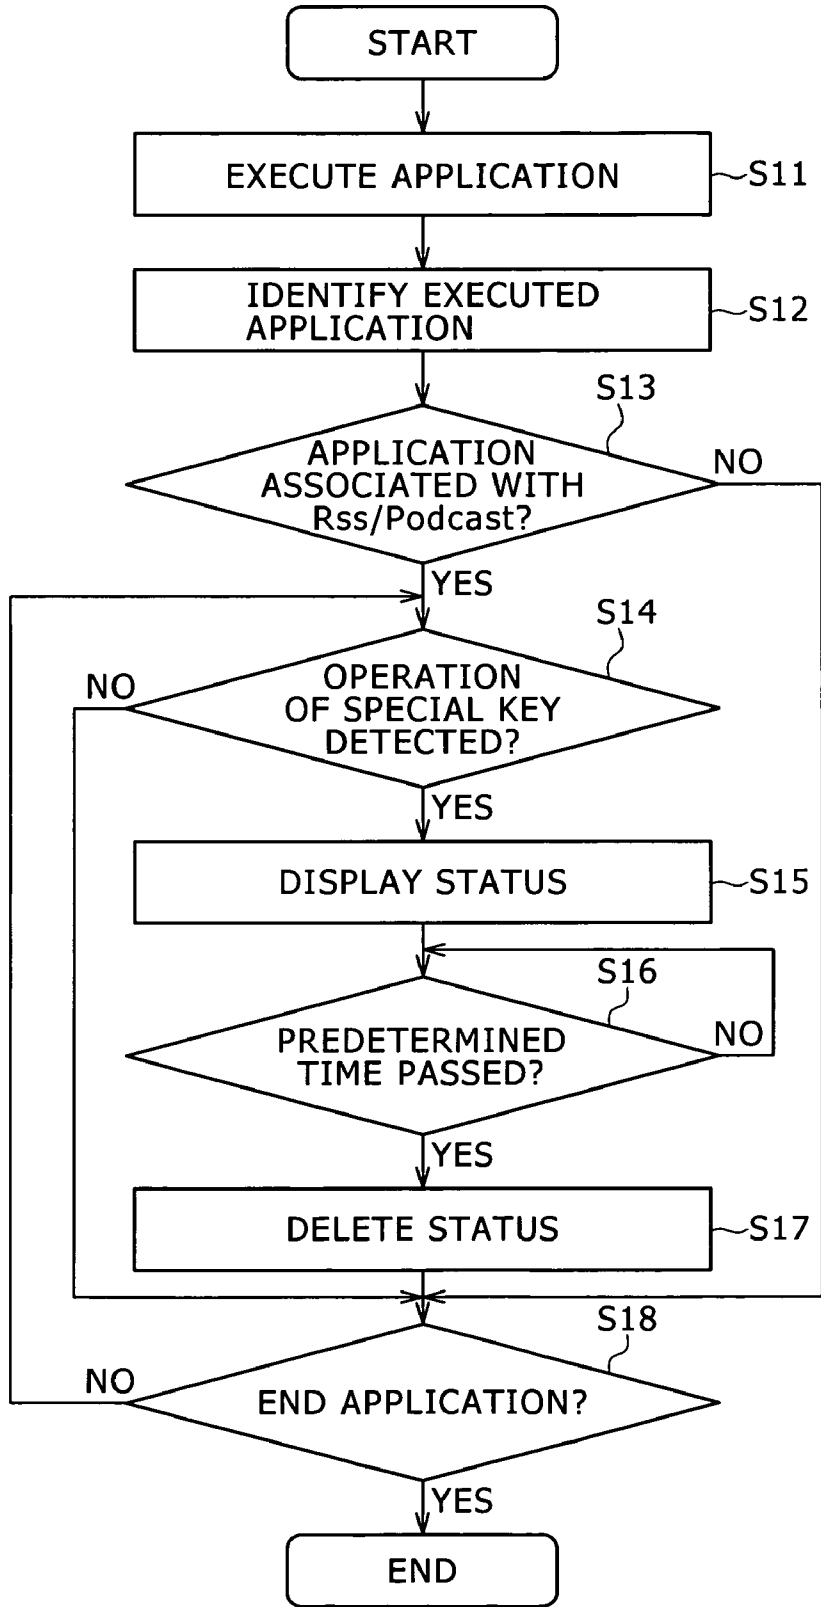 START
EXECUTE APPLICATION
S11
IDENTIFY EXECUTED
APPLICATION
S12
S13
APPLICATION
ASSOCIATED WITH
Rss/Podcast?
NO
YES
S14
NO
OPERATION
OF SPECIAL KEY
DETECTED?
YES
DISPLAY STATUS
S15
S16
PREDETERMINED
TIME PASSED?
NO
YES
DELETE STATUS
S17
S18
NO
END APPLICATION?
YES
END